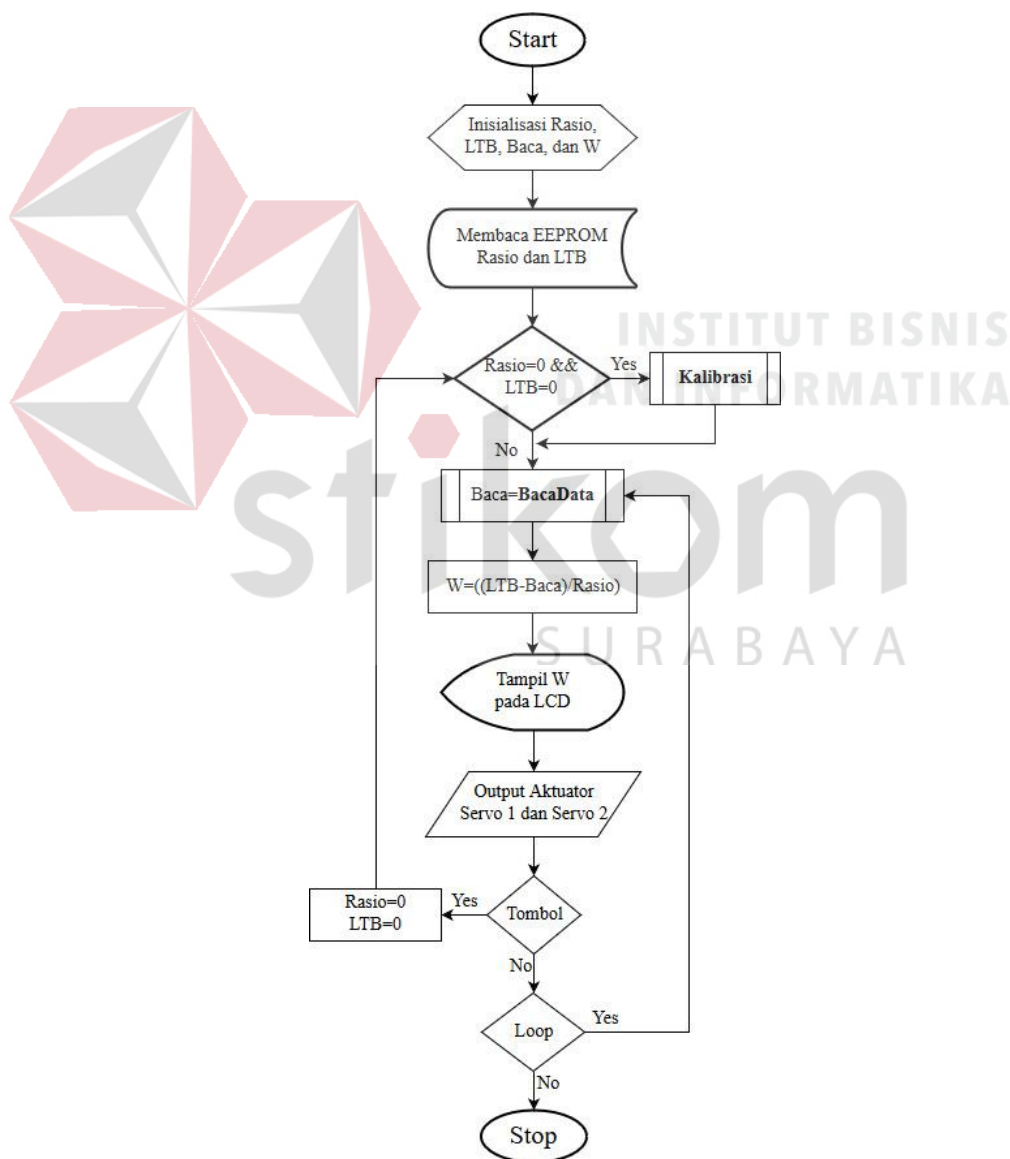 Start
Inisialisasi Rasio,
LTB, Baca, dan W
Membaca EEPROM
Rasio dan LTB
INSTITUT BISNIS
DAN INFORMATIKA
Rasio=0 &&
LTB=0
Yes
Kalibrasi
No
stikom
SURABAYA
Baca=BacaData
W=((LTB-Baca)/Rasio)
Tampil W
pada LCD
Output Aktuator
Servo 1 dan Servo 2
Tombol
Yes
Rasio=0
LTB=0
No
Loop
Yes
No
Stop